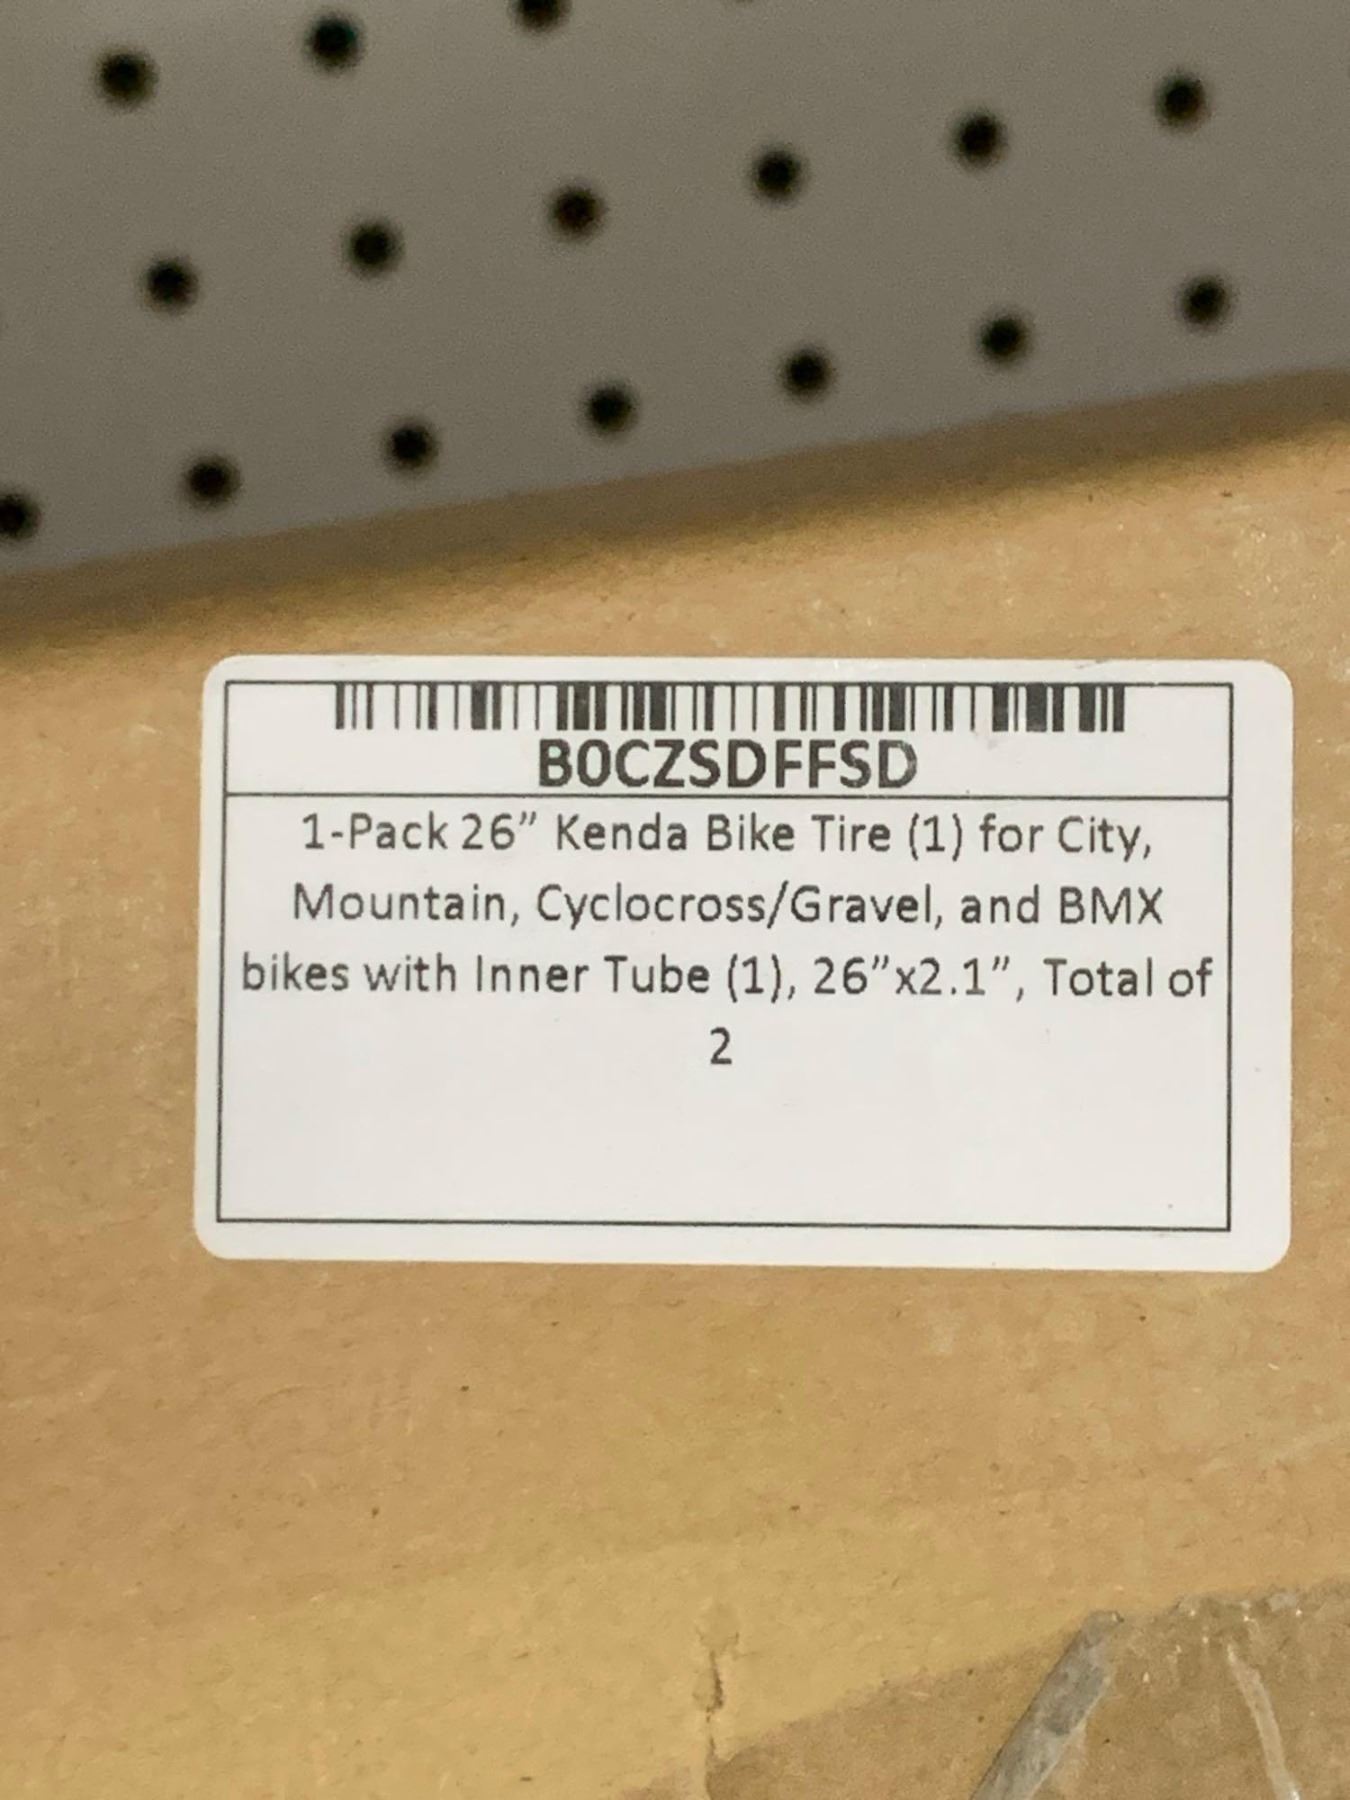 B0CZSDFFSD
1-Pack 26” Kenda Bike Tire (1) for City,
Mountain, Cyclocross/Gravel, and BMX
bikes with Inner Tube (1), 26”x2.1”, Total of
2